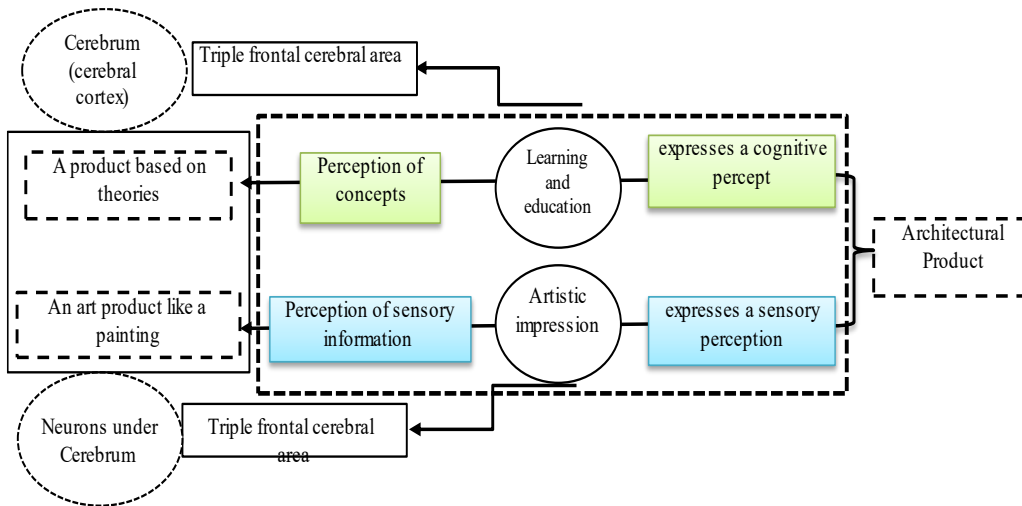 Cerebrum
(cerebral
cortex)
Triple frontal cerebral area
A product based on
theories
Perception of
concepts
Learning
and
education
expresses a cognitive
percept
Architectural
Product
An art product like a
painting
Perception of sensory
information
Artistic
impression
expresses a sensory
perception
Neurons under
Cerebrum
Triple frontal cerebral
area